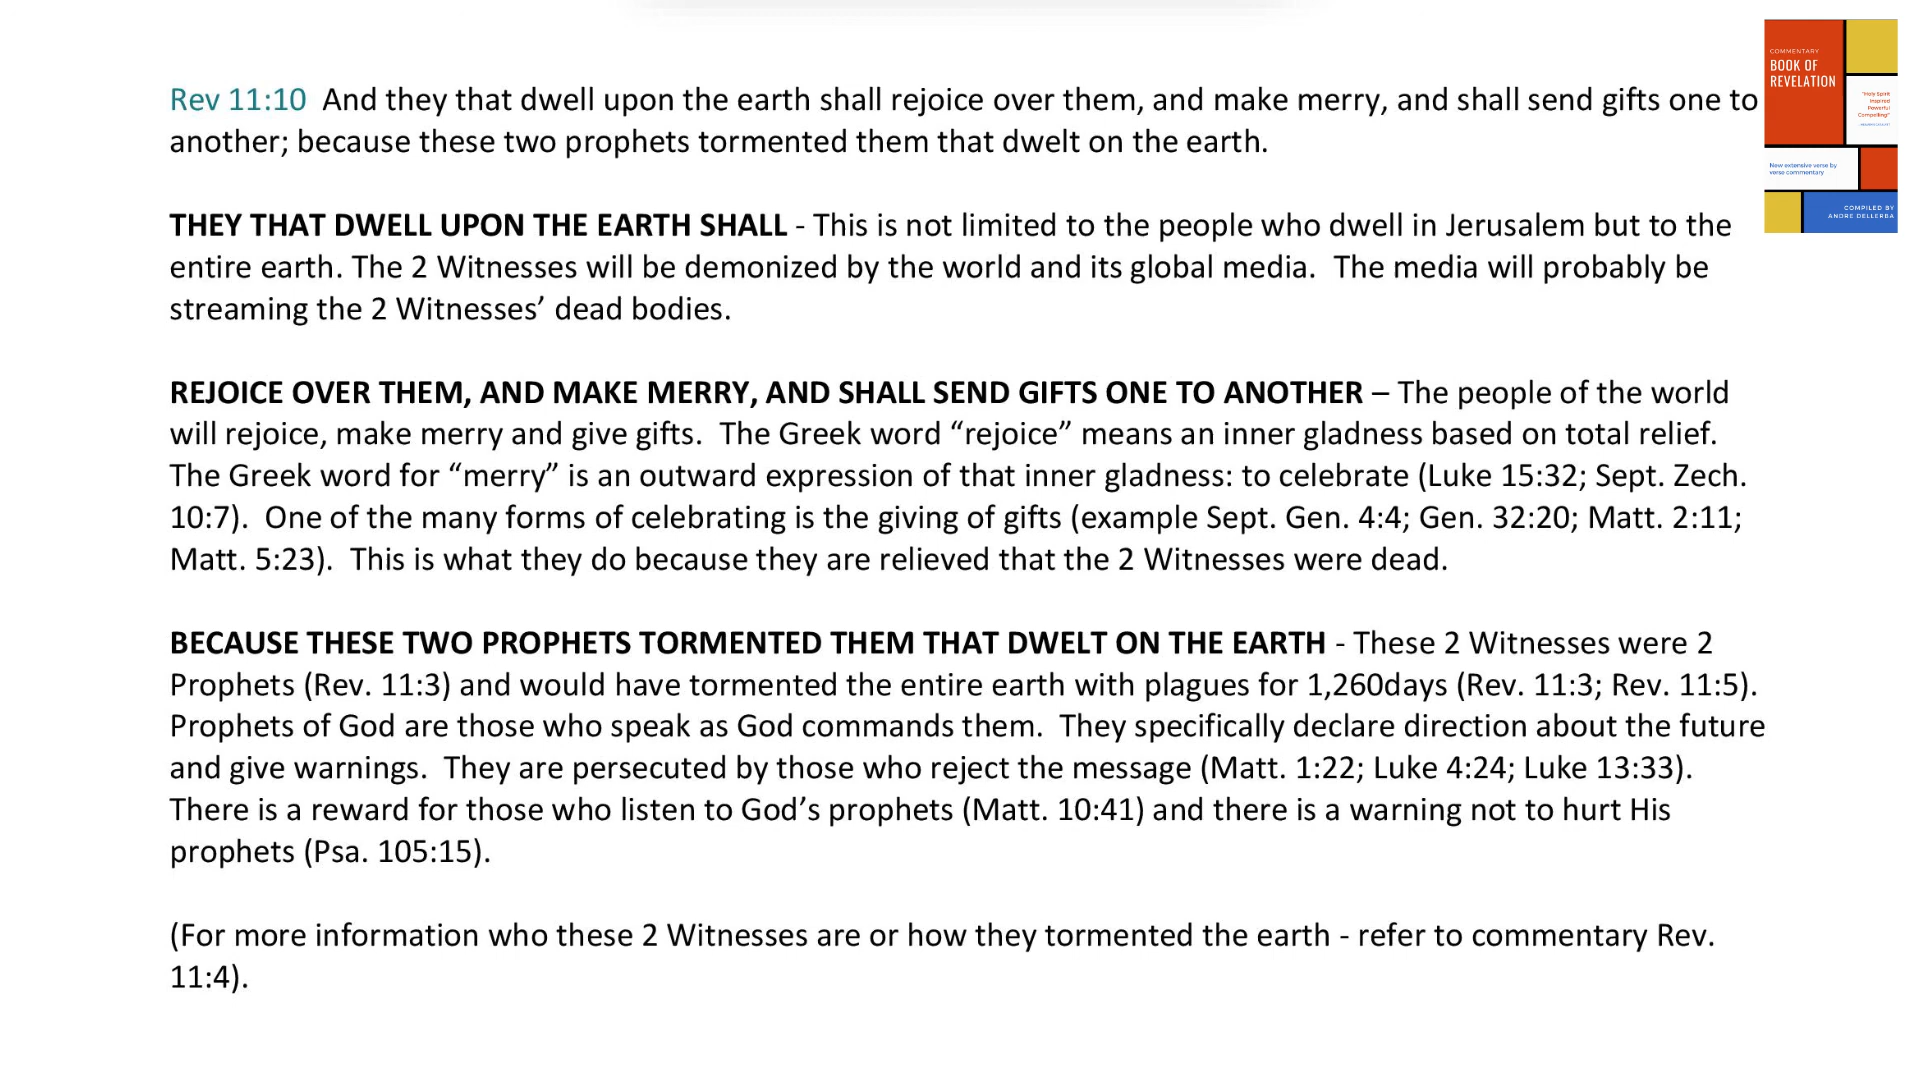 Rev 11:10  And they that dwell upon the earth shall rejoice over them, and make merry, and shall send gifts one to
another; because these two prophets tormented them that dwelt on the earth.
THEY THAT DWELL UPON THE EARTH SHALL - This is not limited to the people who dwell in Jerusalem but to the
entire earth. The 2 Witnesses will be demonized by the world and its global media.  The media will probably be
streaming the 2 Witnesses’ dead bodies.
REJOICE OVER THEM, AND MAKE MERRY, AND SHALL SEND GIFTS ONE TO ANOTHER – The people of the world
will rejoice, make merry and give gifts.  The Greek word “rejoice” means an inner gladness based on total relief.
The Greek word for “merry” is an outward expression of that inner gladness: to celebrate (Luke 15:32; Sept. Zech.
10:7).  One of the many forms of celebrating is the giving of gifts (example Sept. Gen. 4:4; Gen. 32:20; Matt. 2:11;
Matt. 5:23).  This is what they do because they are relieved that the 2 Witnesses were dead.
BECAUSE THESE TWO PROPHETS TORMENTED THEM THAT DWELT ON THE EARTH - These 2 Witnesses were 2
Prophets (Rev. 11:3) and would have tormented the entire earth with plagues for 1,260days (Rev. 11:3; Rev. 11:5).
Prophets of God are those who speak as God commands them.  They specifically declare direction about the future
and give warnings.  They are persecuted by those who reject the message (Matt. 1:22; Luke 4:24; Luke 13:33).
There is a reward for those who listen to God’s prophets (Matt. 10:41) and there is a warning not to hurt His
prophets (Psa. 105:15).
(For more information who these 2 Witnesses are or how they tormented the earth - refer to commentary Rev.
11:4).
COMMENTARY
BOOK OF
REVELATION
"Holy Spirit
Inspired
Powerful
Compelling"
New extensive verse by
verse commentary
COMPILED BY
ANDRE DELLERBA